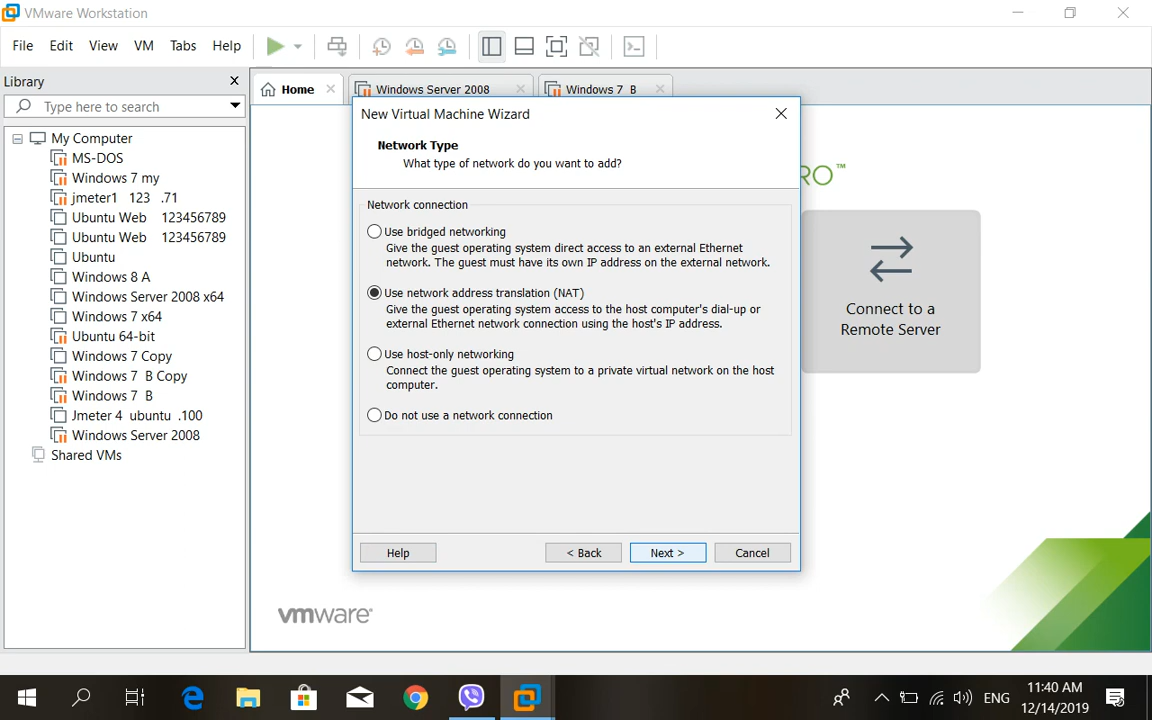 VMware Workstation
File Edit View VM Tabs Help
Library
Type here to search
My Computer
MS-DOS
Windows 7 my
jmeter1 123 .71
Ubuntu Web 123456789
Ubuntu Web 123456789
Ubuntu
Windows 8 A
Windows Server 2008 x64
Windows 7 x64
Ubuntu 64-bit
Windows 7 Copy
Windows 7 B Copy
Windows 7 B
Jmeter 4 ubuntu .100
Windows Server 2008
Shared VMs
Home Windows Server 2008 Windows 7 B
New Virtual Machine Wizard
Network Type
What type of network do you want to add?
Network connection
Use bridged networking
Give the guest operating system direct access to an external Ethernet
network. The guest must have its own IP address on the external network.
Use network address translation (NAT)
Give the guest operating system access to the host computer's dial-up or
external Ethernet network connection using the host's IP address.
Use host-only networking
Connect the guest operating system to a private virtual network on the host
computer.
Do not use a network connection
Help < Back Next > Cancel
RO™
Connect to a
Remote Server
vmware®
ENG
11:40 AM
12/14/2019